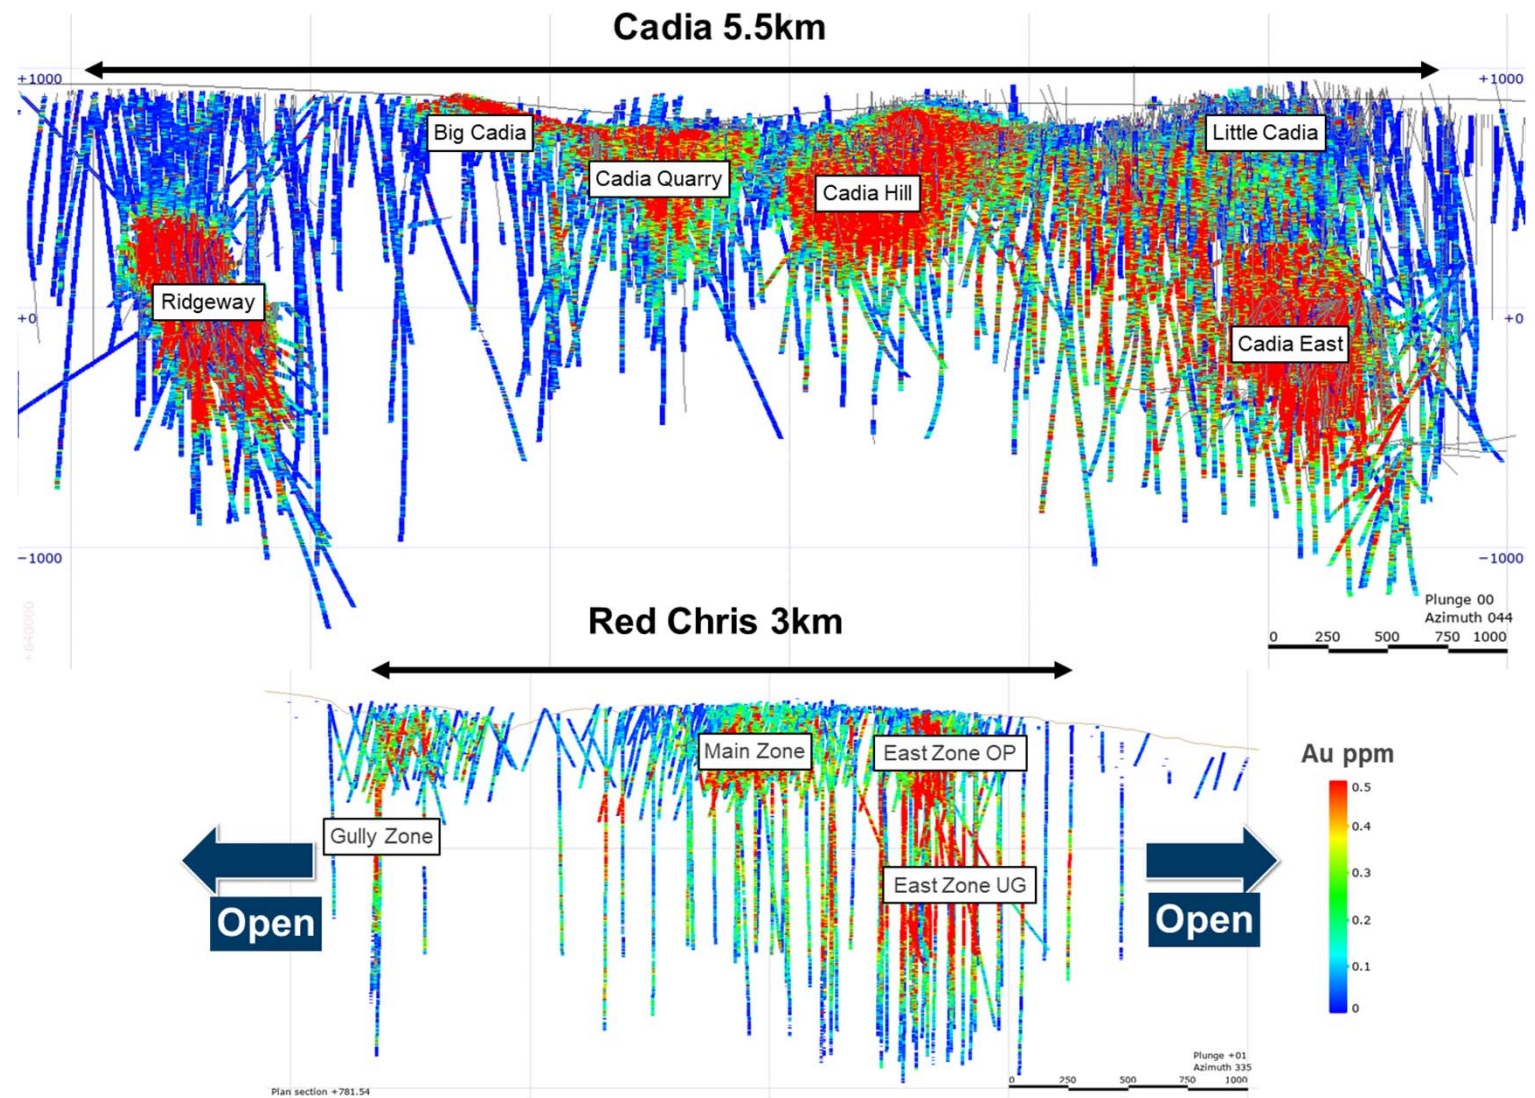 Cadia 5.5km
+1000
+1000
Big Cadia
Little Cadia
Cadia Quarry
Cadia Hill
Ridgeway
+0
+0
Cadia East
−1000
−1000
Plunge 00
Azimuth 044
0 250 500 750 1000
+640000
Red Chris 3km
Main Zone
East Zone OP
Au ppm
0.5
0.4
0.3
0.2
0.1
0
Gully Zone
East Zone UG
Open
Open
Plunge +01
Azimuth 335
0 250 500 750 1000
Plan section +781.54